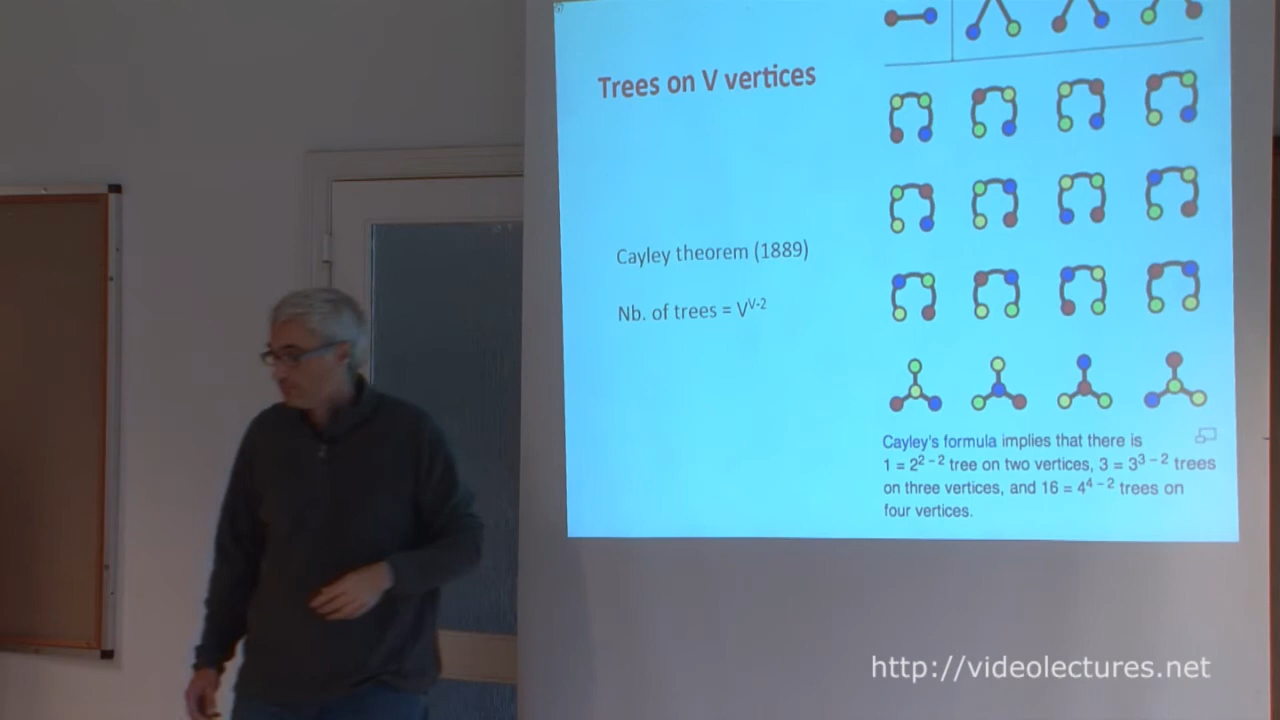 Trees on V vertices
Cayley theorem (1889)
Nb. of trees = V^V-2
Cayley's formula implies that there is
1 = 2^2 − 2 tree on two vertices, 3 = 3^3 − 2 trees
on three vertices, and 16 = 4^4 − 2 trees on
four vertices.
http://videolectures.net